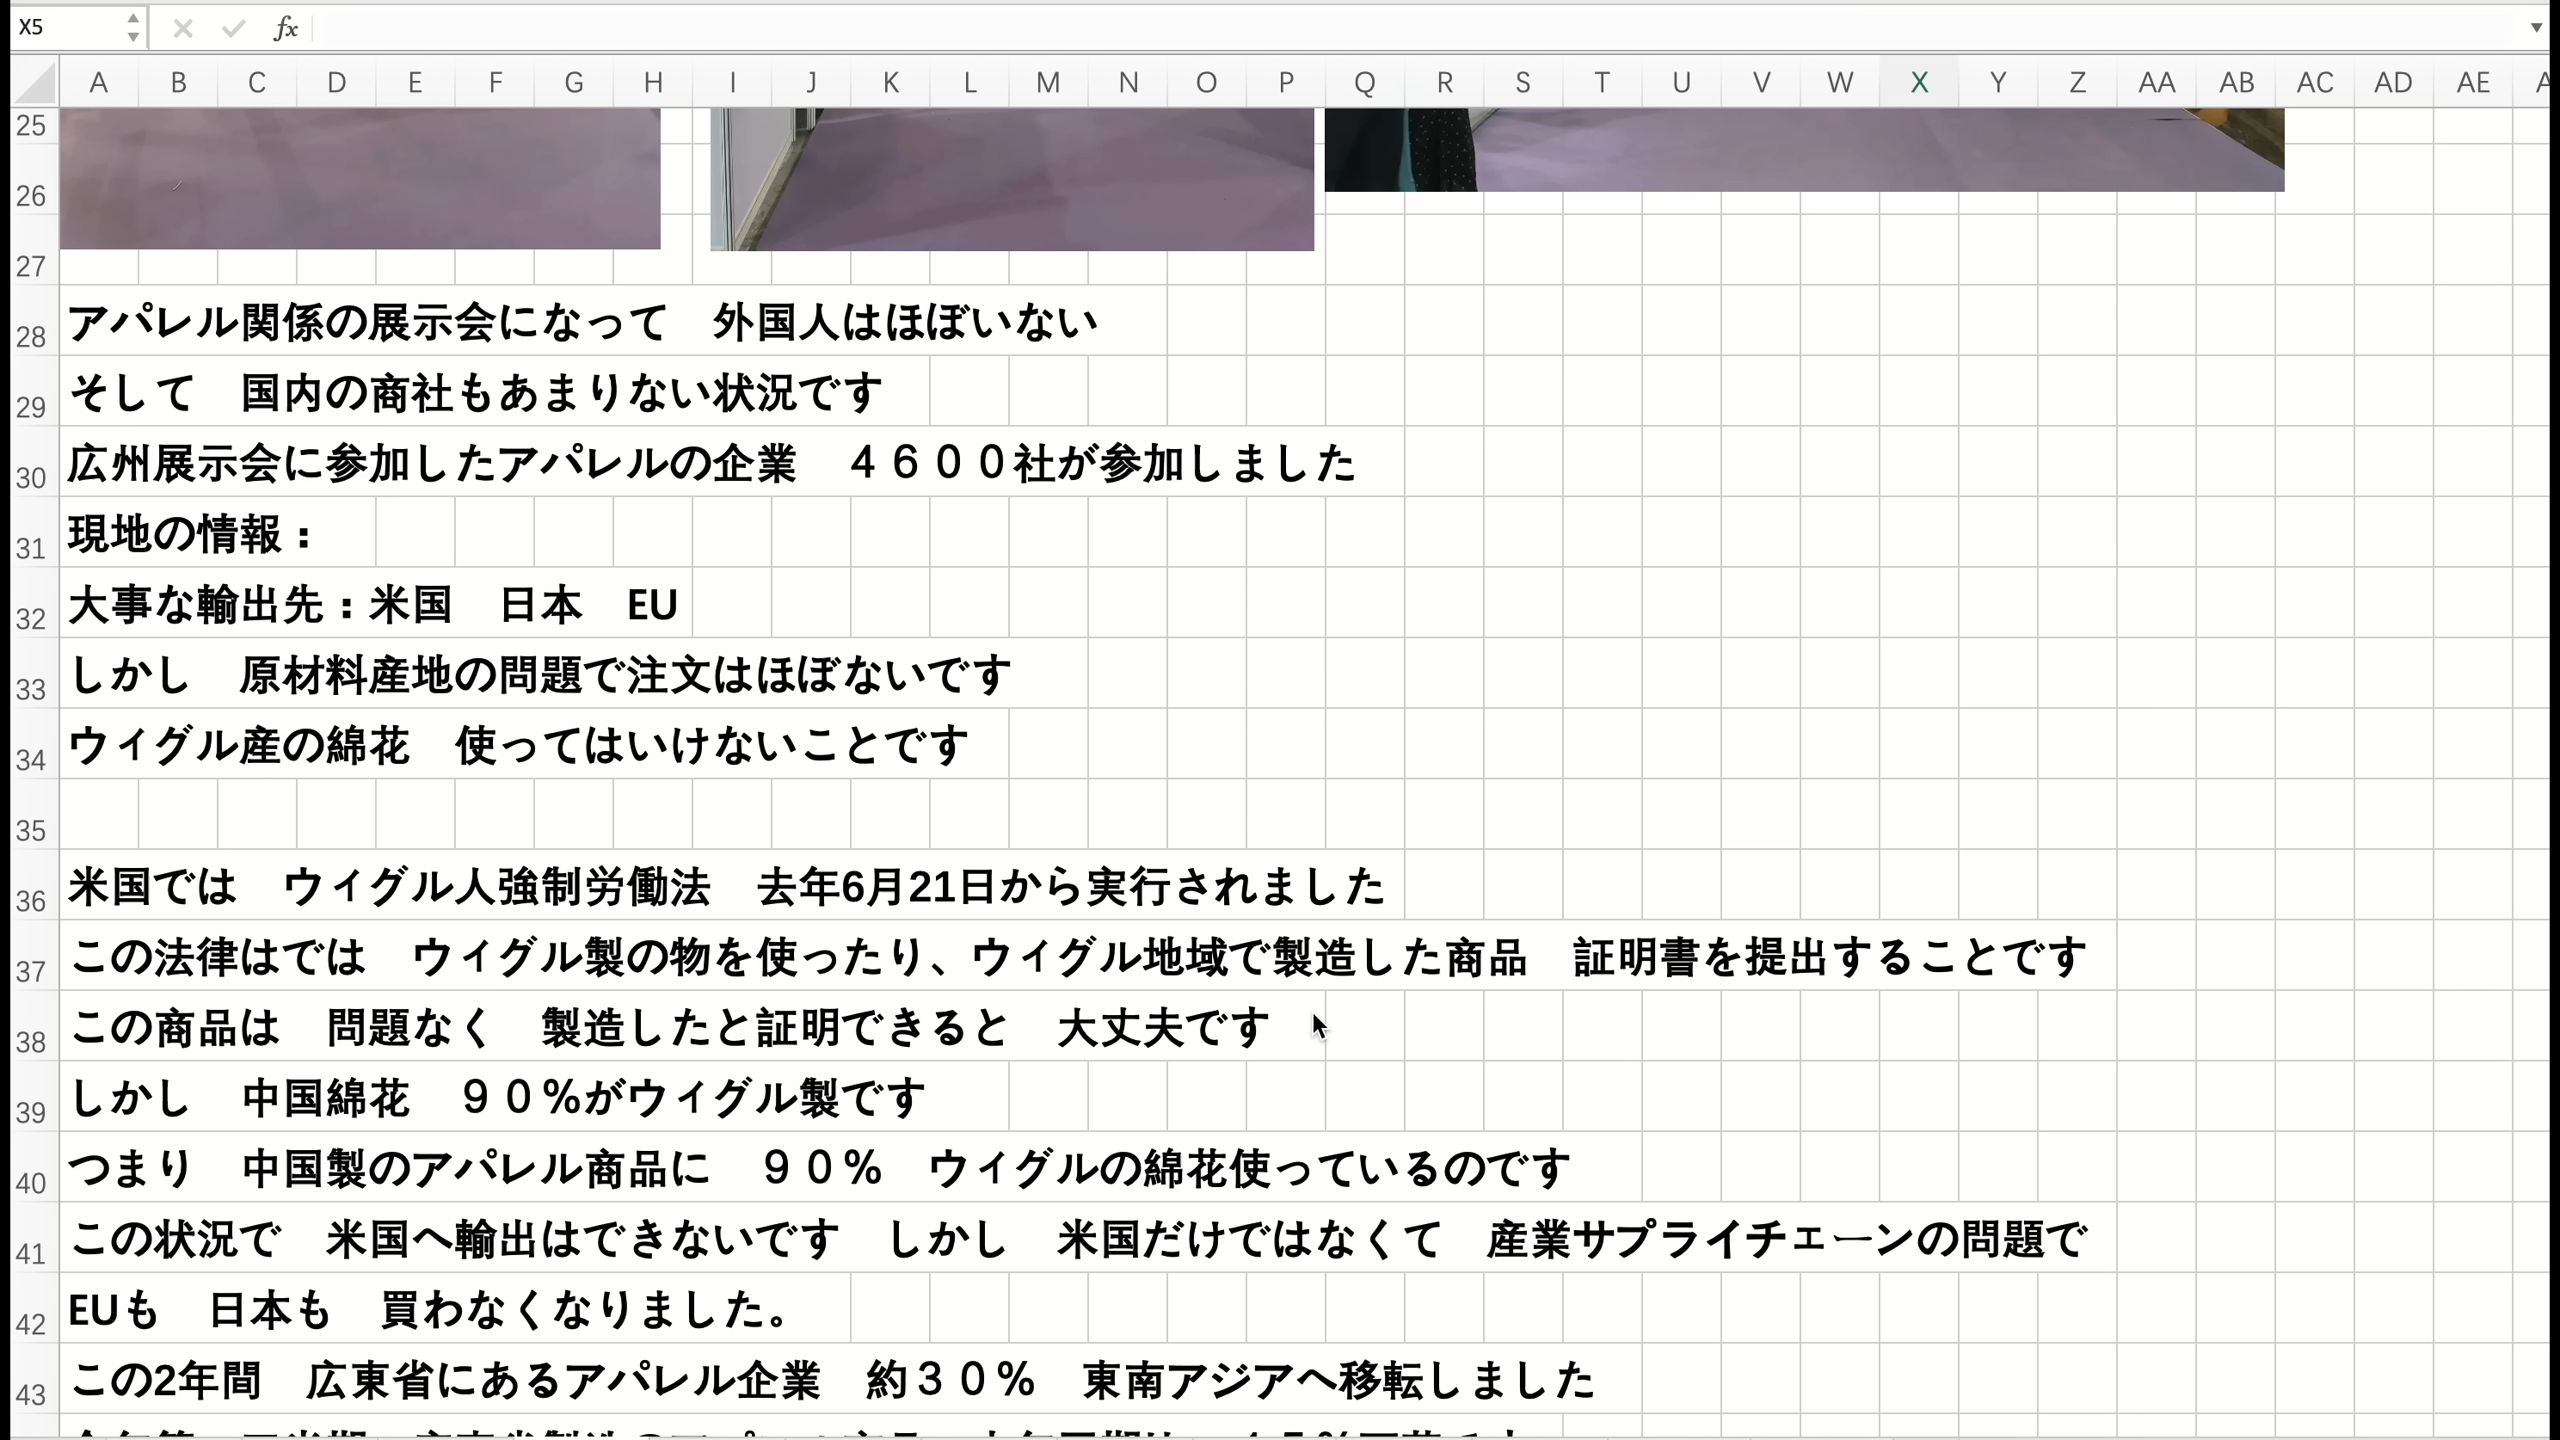 X5
fx
A B C D E F G H I J K L M N O P Q R S T U V W X Y Z AA AB AC AD AE
25
26
27
28 アパレル関係の展示会になって　外国人はほぼいない
29 そして　国内の商社もあまりない状況です
30 広州展示会に参加したアパレルの企業　４６００社が参加しました
31 現地の情報：
32 大事な輸出先：米国　日本　EU
33 しかし　原材料産地の問題で注文はほぼないです
34 ウィグル産の綿花　使ってはいけないことです
35
36 米国では　ウィグル人強制労働法　去年6月21日から実行されました
37 この法律はでは　ウィグル製の物を使ったり、ウィグル地域で製造した商品　証明書を提出することです
38 この商品は　問題なく　製造したと証明できると　大丈夫です
39 しかし　中国綿花　９０％がウィグル製です
40 つまり　中国製のアパレル商品に　９０％　ウィグルの綿花使っているのです
41 この状況で　米国へ輸出はできないです　しかし　米国だけではなくて　産業サプライチェーンの問題で
42 EUも　日本も　買わなくなりました。
43 この2年間　広東省にあるアパレル企業　約３０％　東南アジアへ移転しました